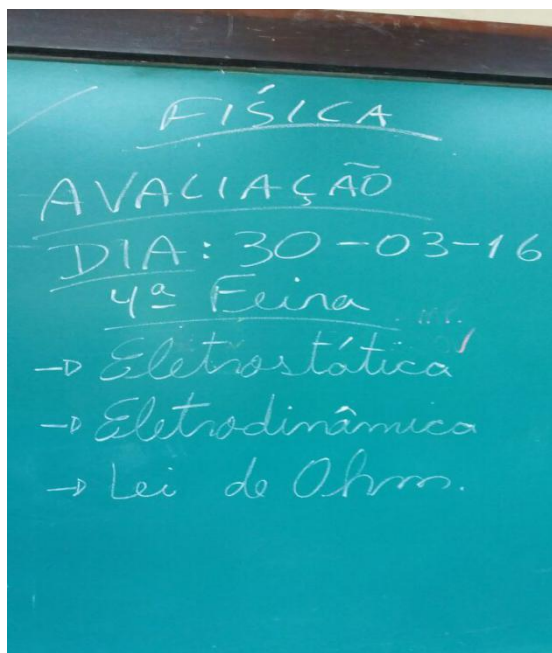 FÍSICA
AVALIAÇÃO
DIA: 30-03-16
4ª Feira
→ Eletrostática
→ Eletrodinâmica
→ Lei de Ohm.